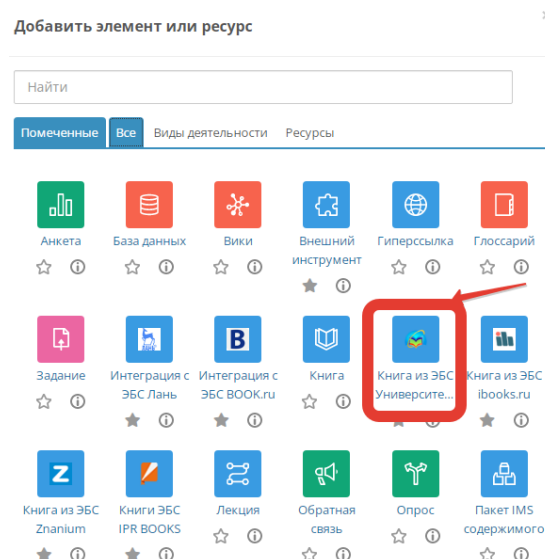 Добавить элемент или ресурс
Найти
Помеченные Все Виды деятельности Ресурсы
Анкета База данных Вики Внешний Гиперссылка Глоссарий
инструмент
Задание Интеграция с Интеграция с Книга Книга из ЭБС Книга из ЭБС
ЭБС Лань ЭБС BOOK.ru Университе... ibooks.ru
Книга из ЭБС Книги ЭБС Лекция Обратная Опрос Пакет IMS
Znanium IPR BOOKS связь содержимого